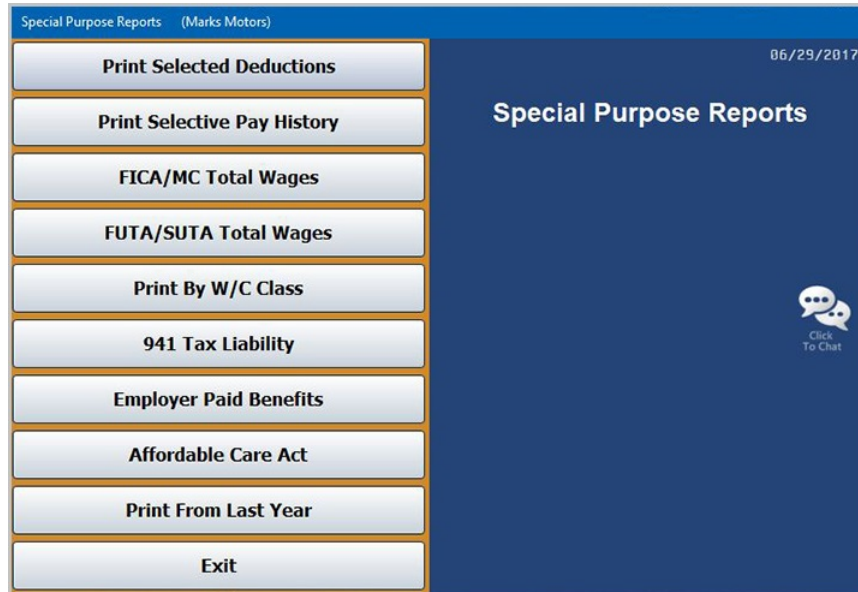 Special Purpose Reports (Marks Motors)
Print Selected Deductions
Print Selective Pay History
FICA/MC Total Wages
FUTA/SUTA Total Wages
Print By W/C Class
941 Tax Liability
Employer Paid Benefits
Affordable Care Act
Print From Last Year
Exit
06/29/2017
Special Purpose Reports
Click
To Chat